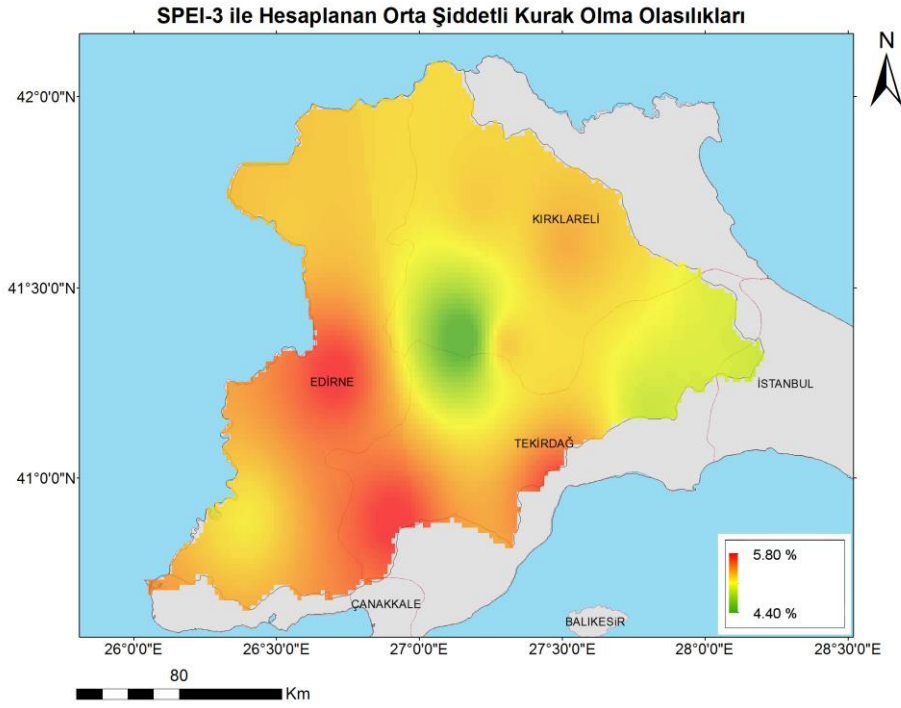 SPEI-3 ile Hesaplanan Orta Şiddetli Kurak Olma Olasılıkları
N
42°0'0"N
KIRKLARELİ
41°30'0"N
EDİRNE
İSTANBUL
TEKİRDAĞ
41°0'0"N
5.80 %
4.40 %
ÇANAKKALE
BALIKESİR
26°0'0"E
26°30'0"E
27°0'0"E
27°30'0"E
28°0'0"E
28°30'0"E
80
Km